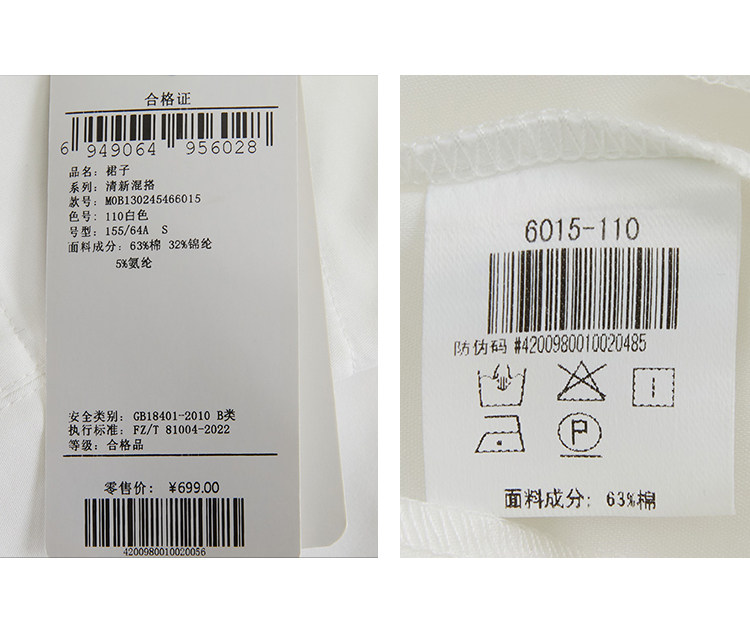 合格证
6 949064 956028
品名: 裙子
系列: 清新混搭
款号: M0B130245466015
色号: 110白色
号型: 155/64A S
面料成分: 63%棉 32%锦纶
5%氨纶
安全类别: GB18401-2010 B类
执行标准: FZ/T 81004-2022
等级: 合格品
零售价: ¥699.00
4200980010020056
6015-110
防伪码 #4200980010020485
P
面料成分: 63%棉